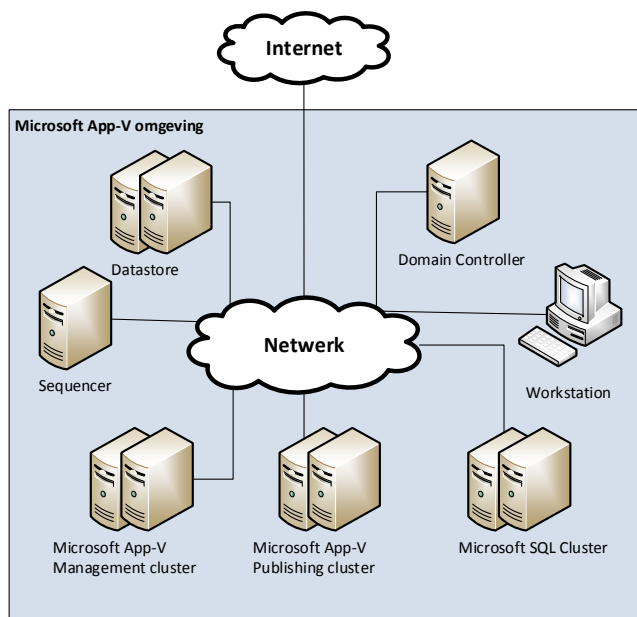 Internet
Microsoft App-V omgeving
Datastore
Domain Controller
Sequencer
Netwerk
Workstation
Microsoft App-V
Management cluster
Microsoft App-V
Publishing cluster
Microsoft SQL Cluster